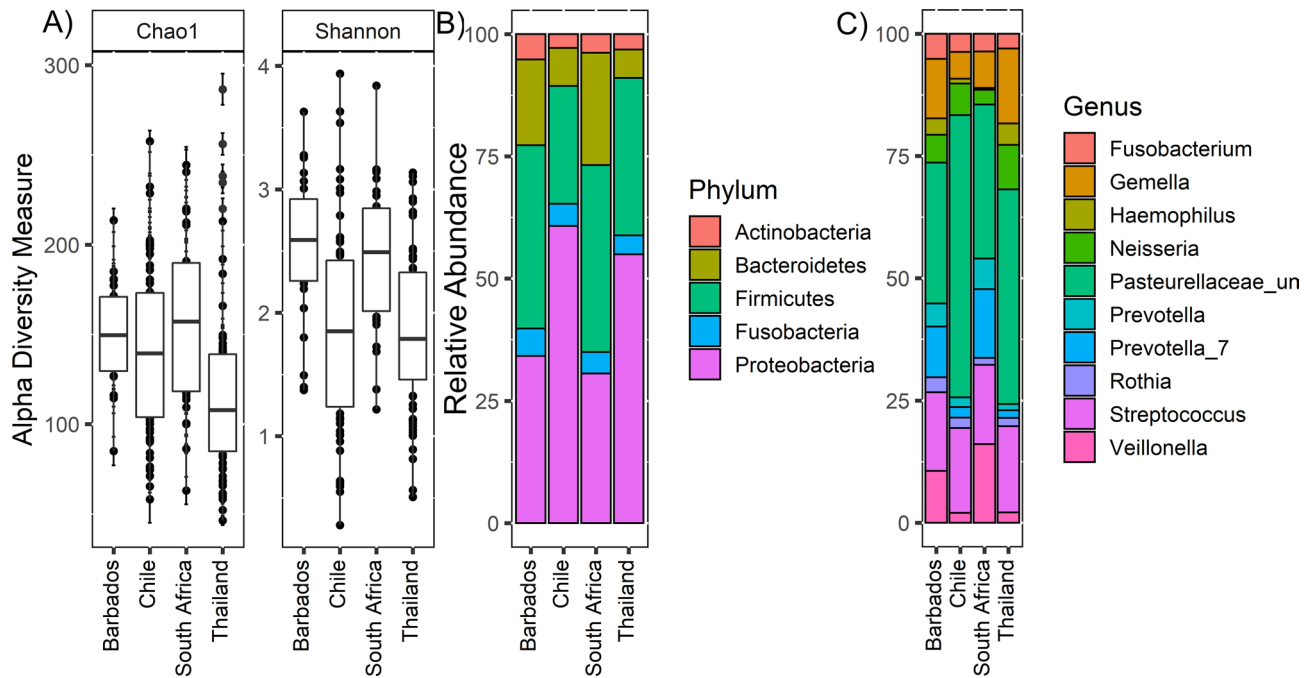 A)
Chao1
Shannon
Alpha Diversity Measure
300
200
100
4
3
2
1
Barbados
Chile
South Africa
Thailand
Barbados
Chile
South Africa
Thailand
B)
Relative Abundance
100
75
50
25
0
Barbados
Chile
South Africa
Thailand
Phylum
Actinobacteria
Bacteroidetes
Firmicutes
Fusobacteria
Proteobacteria
C)
100
75
50
25
0
Barbados
Chile
South Africa
Thailand
Genus
Fusobacterium
Gemella
Haemophilus
Neisseria
Pasteurellaceae_un
Prevotella
Prevotella_7
Rothia
Streptococcus
Veillonella